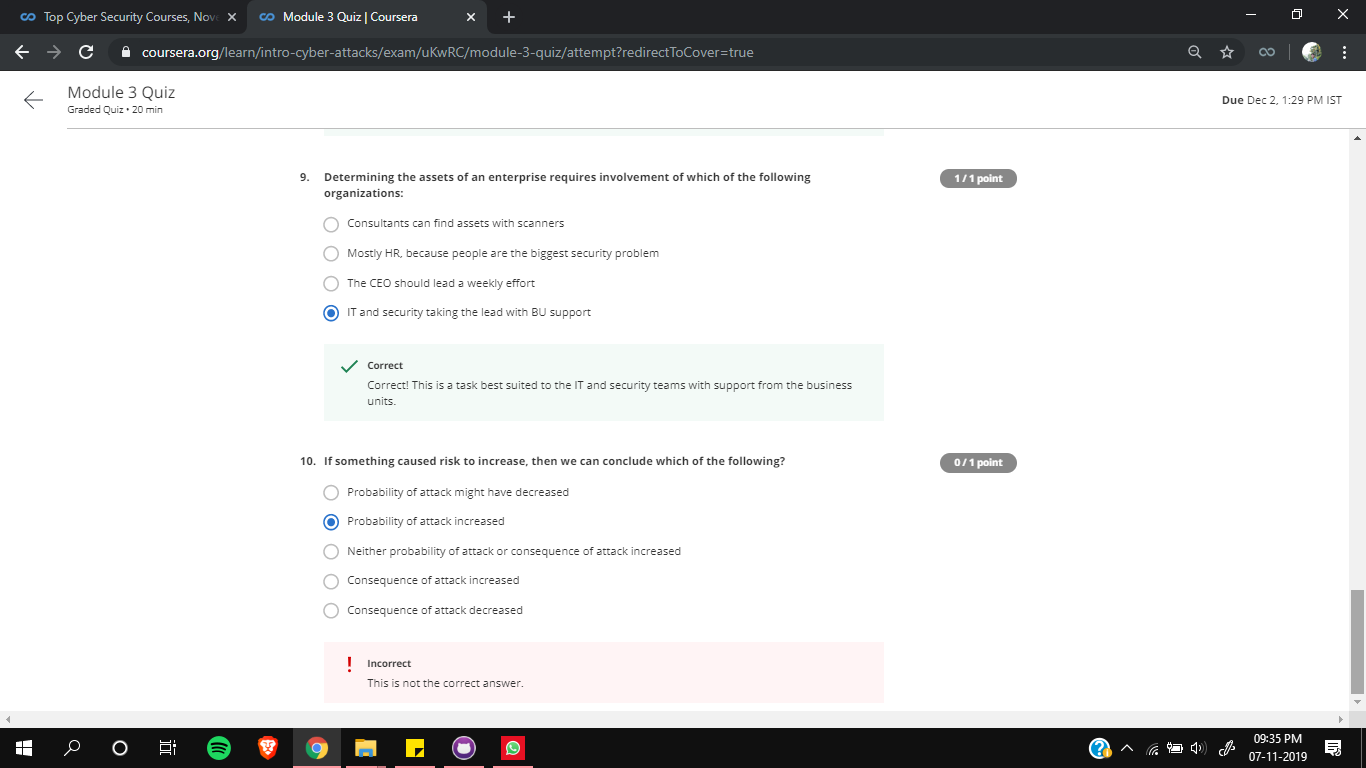 Top Cyber Security Courses, Nov
Module 3 Quiz | Coursera
coursera.org/learn/intro-cyber-attacks/exam/uKwRC/module-3-quiz/attempt?redirectToCover=true
Module 3 Quiz
Graded Quiz • 20 min
Due Dec 2, 1:29 PM IST
9. Determining the assets of an enterprise requires involvement of which of the following
organizations:
1 / 1 point
Consultants can find assets with scanners
Mostly HR, because people are the biggest security problem
The CEO should lead a weekly effort
IT and security taking the lead with BU support
Correct
Correct! This is a task best suited to the IT and security teams with support from the business
units.
10. If something caused risk to increase, then we can conclude which of the following?
0 / 1 point
Probability of attack might have decreased
Probability of attack increased
Neither probability of attack or consequence of attack increased
Consequence of attack increased
Consequence of attack decreased
Incorrect
This is not the correct answer.
09:35 PM
07-11-2019